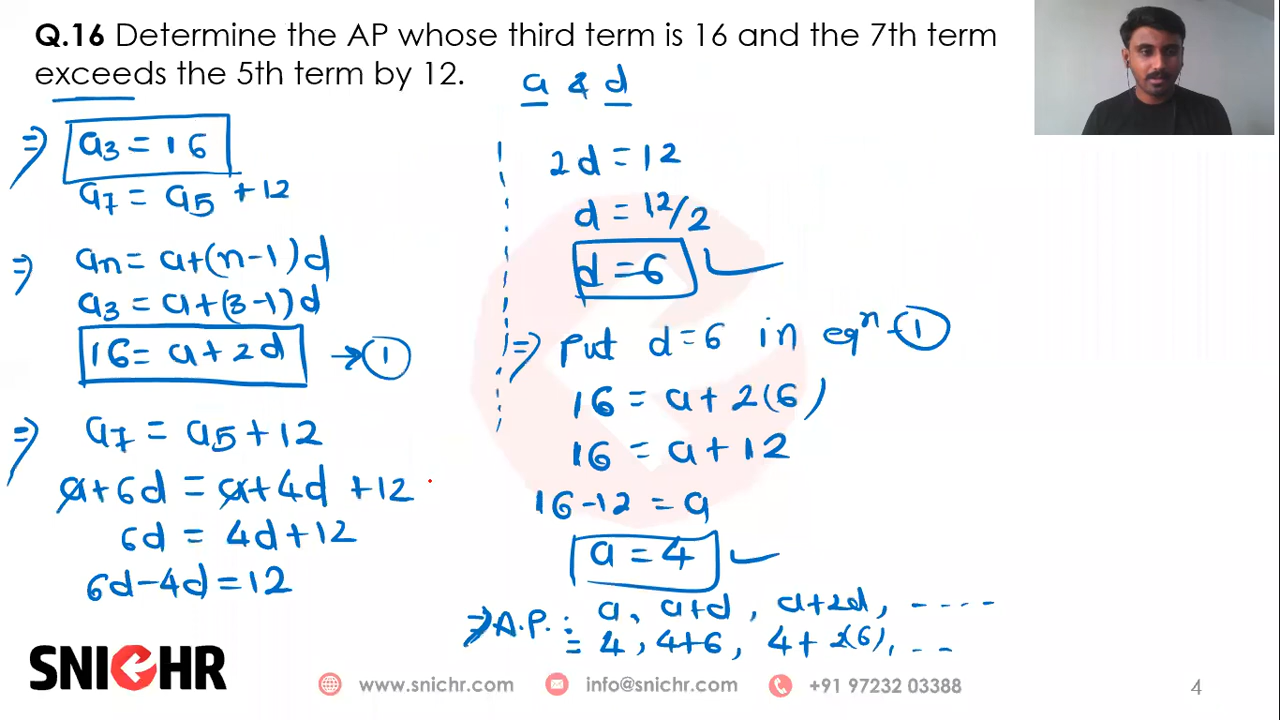 Q.16 Determine the AP whose third term is 16 and the 7th term
exceeds the 5th term by 12.
a & d
⇒ a3 = 16
a7 = a5 + 12
⇒ an = a+(n-1)d
a3 = a+(3-1)d
16 = a+2d → ①
⇒ a7 = a5+12
a+6d = a+4d +12
6d = 4d+12
6d-4d = 12
2d = 12
d = 12/2
d = 6
⇒ put d=6 in eqⁿ - ①
16 = a+2(6)
16 = a+12
16-12 = a
a = 4
⇒ A.P. : a, a+d, a+2d, ----
= 4, 4+6, 4+2(6), --
SNICHR
www.snichr.com
info@snichr.com
+91 97232 03388
4